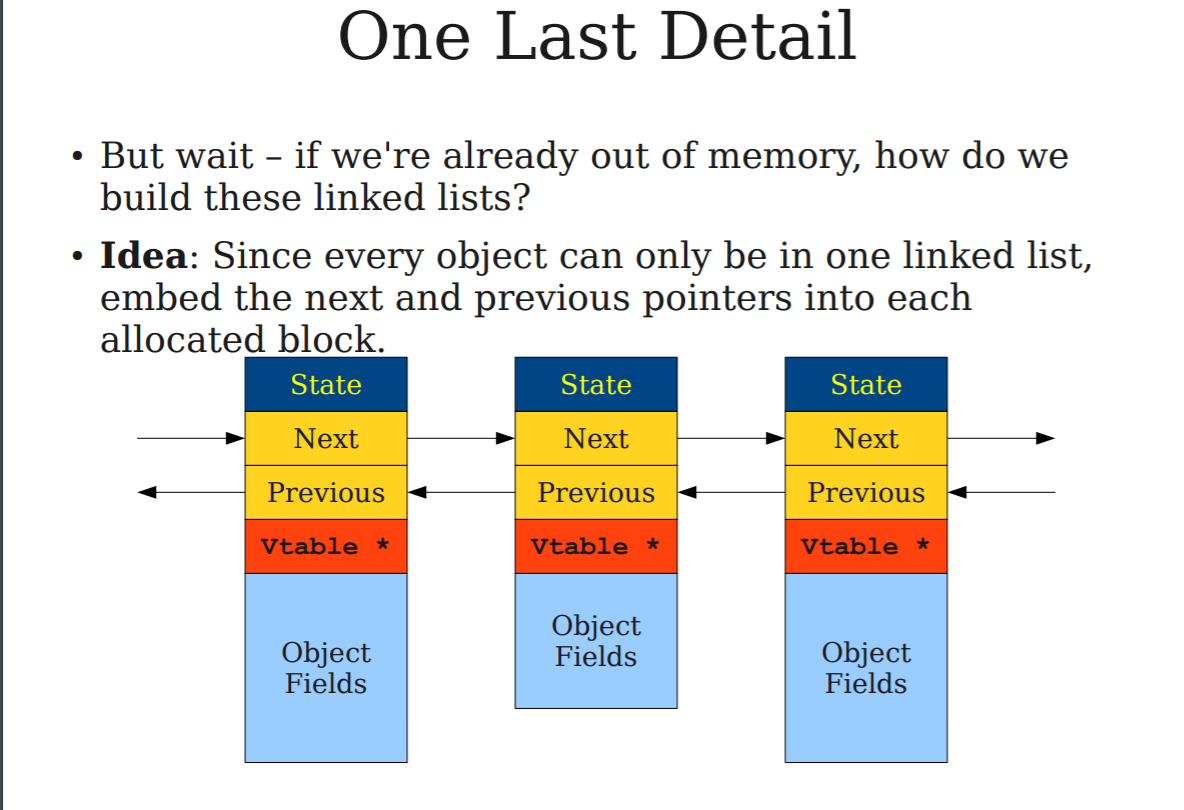 One Last Detail
• But wait – if we're already out of memory, how do we
build these linked lists?
• Idea: Since every object can only be in one linked list,
embed the next and previous pointers into each
allocated block.
State
Next
Previous
Vtable *
Object
Fields
State
Next
Previous
Vtable *
Object
Fields
State
Next
Previous
Vtable *
Object
Fields